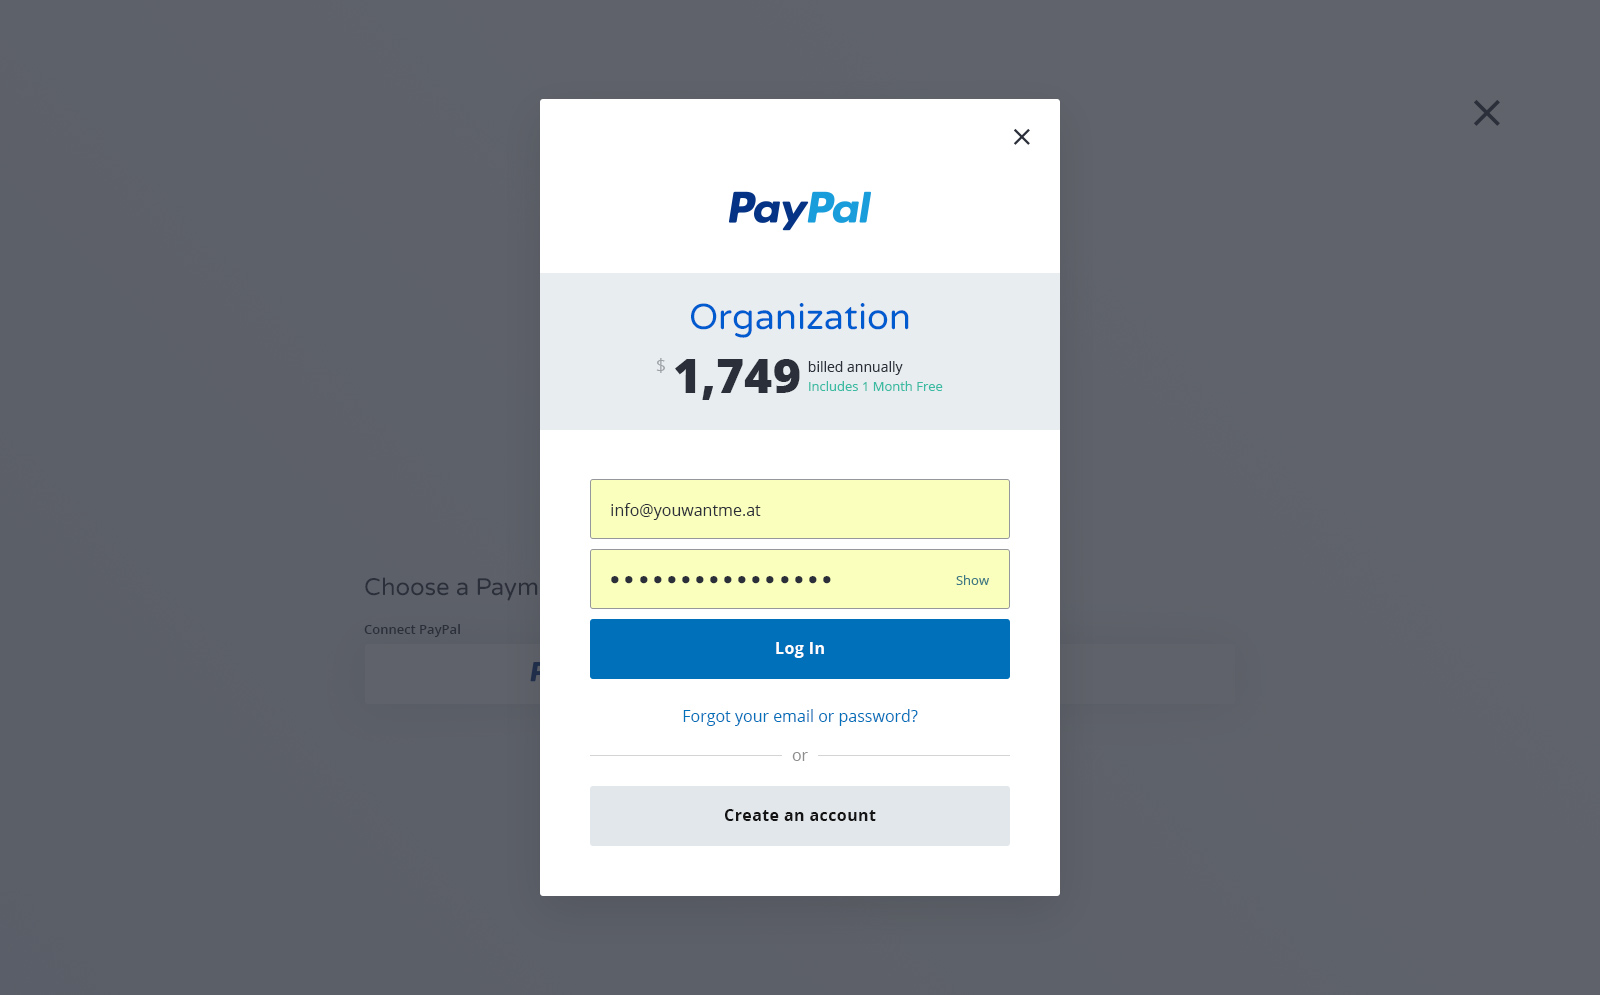 PayPal
Organization
$ 1,749 billed annually
Includes 1 Month Free
info@youwantme.at
Show
Log In
Forgot your email or password?
or
Create an account
Choose a
Connect PayPal